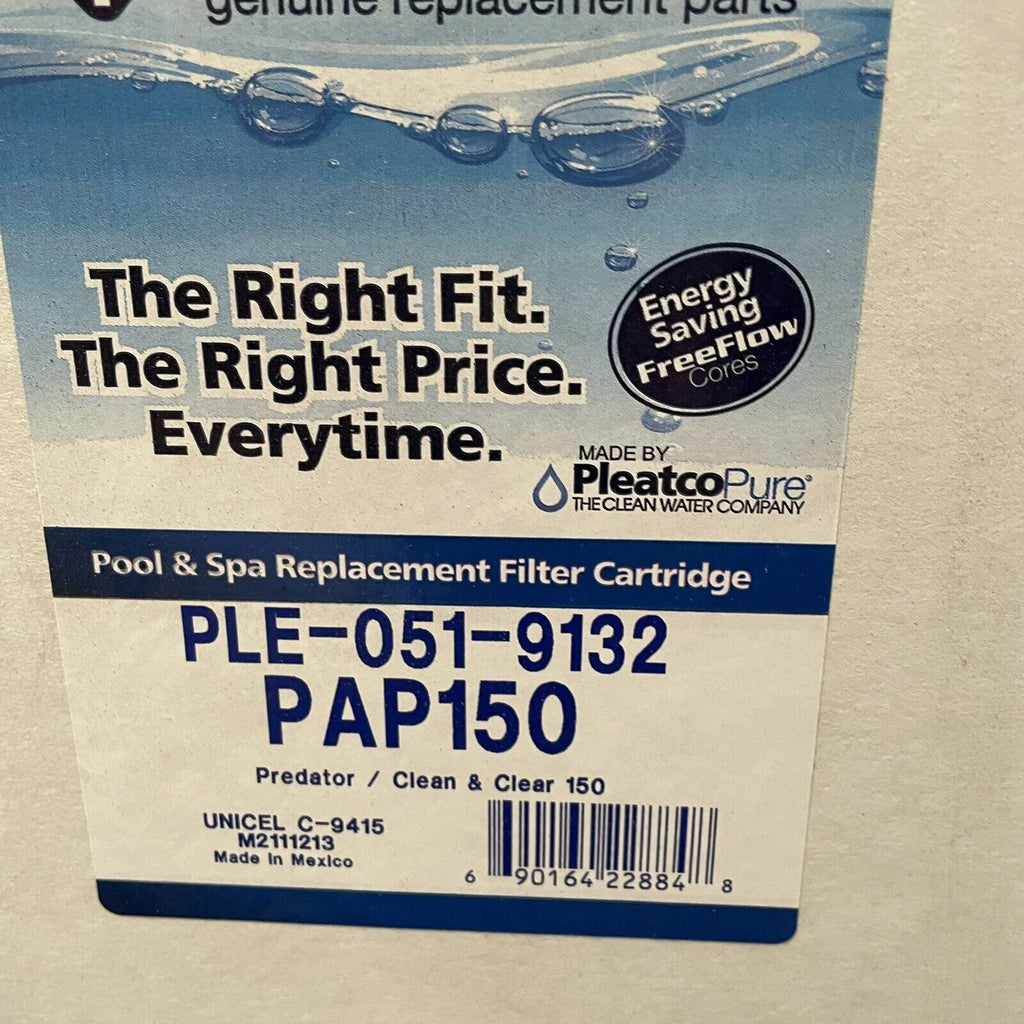 genuine replacement parts
The Right Fit.
The Right Price.
Everytime.
Energy
Saving
FreeFlow
Cores
MADE BY
PleatcoPure®
THE CLEAN WATER COMPANY
Pool & Spa Replacement Filter Cartridge
PLE-051-9132
PAP150
Predator / Clean & Clear 150
UNICEL C-9415
M2111213
Made In Mexico
6 90164 22884 8